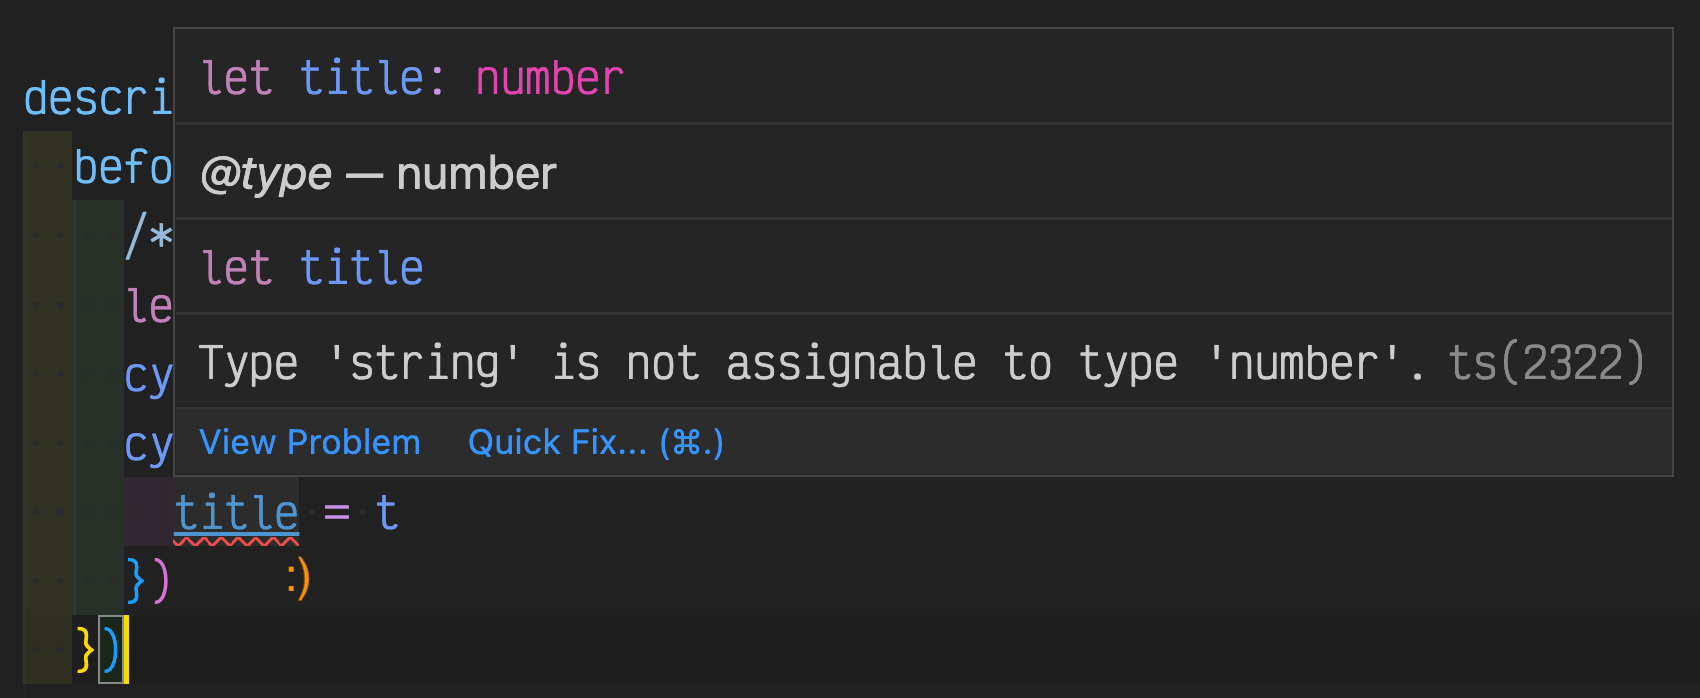 let title: number
descri
@type — number
befo
/*
let title
le
Type 'string' is not assignable to type 'number'. ts(2322)
cy
View Problem Quick Fix... (⌘.)
cy
title = t
}) :)
})